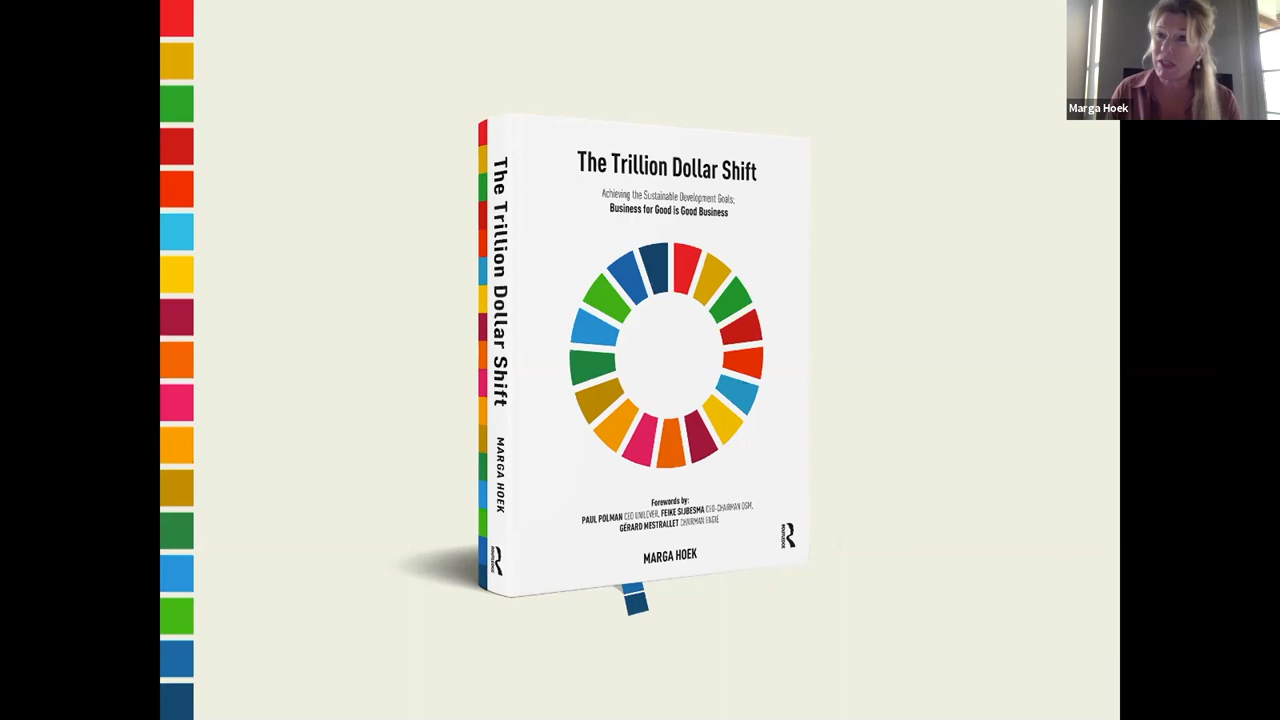 Marga Hoek
The Trillion Dollar Shift
MARGA HOEK
ROUTLEDGE
The Trillion Dollar Shift
Achieving the Sustainable Development Goals;
Business for Good is Good Business
Forewords by:
PAUL POLMAN CEO UNILEVER, FEIKE SIJBESMA CEO-CHAIRMAN DSM,
GÉRARD MESTRALLET CHAIRMAN ENGIE
MARGA HOEK
ROUTLEDGE